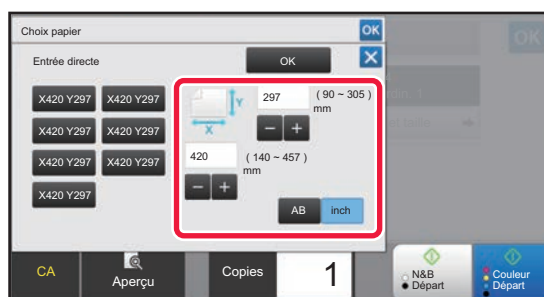 Choix papier
OK
OK
Entrée directe
OK
X420 Y297
X420 Y297
X420 Y297
X420 Y297
X420 Y297
X420 Y297
X420 Y297
Y
X
297
( 90 ~ 305 )
mm
420
( 140 ~ 457 )
mm
AB
inch
CA
Aperçu
Copies
1
N&B
Départ
Couleur
Départ